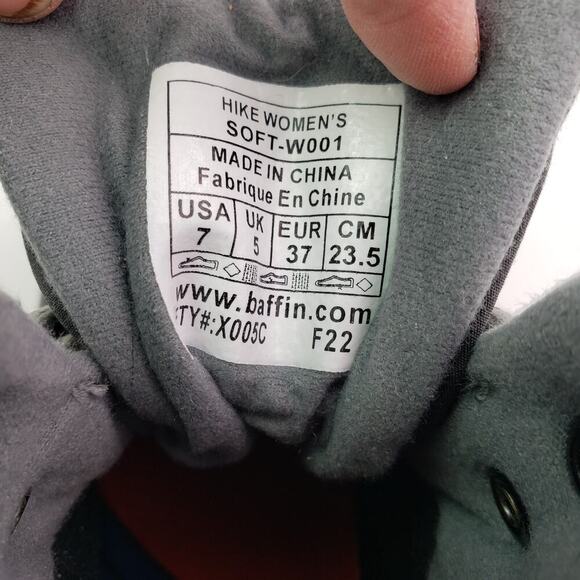 HIKE WOMEN'S
SOFT-W001
MADE IN CHINA
Fabrique En Chine
USA UK EUR CM
7 5 37 23.5
www.baffin.com
TY#:X005C F22